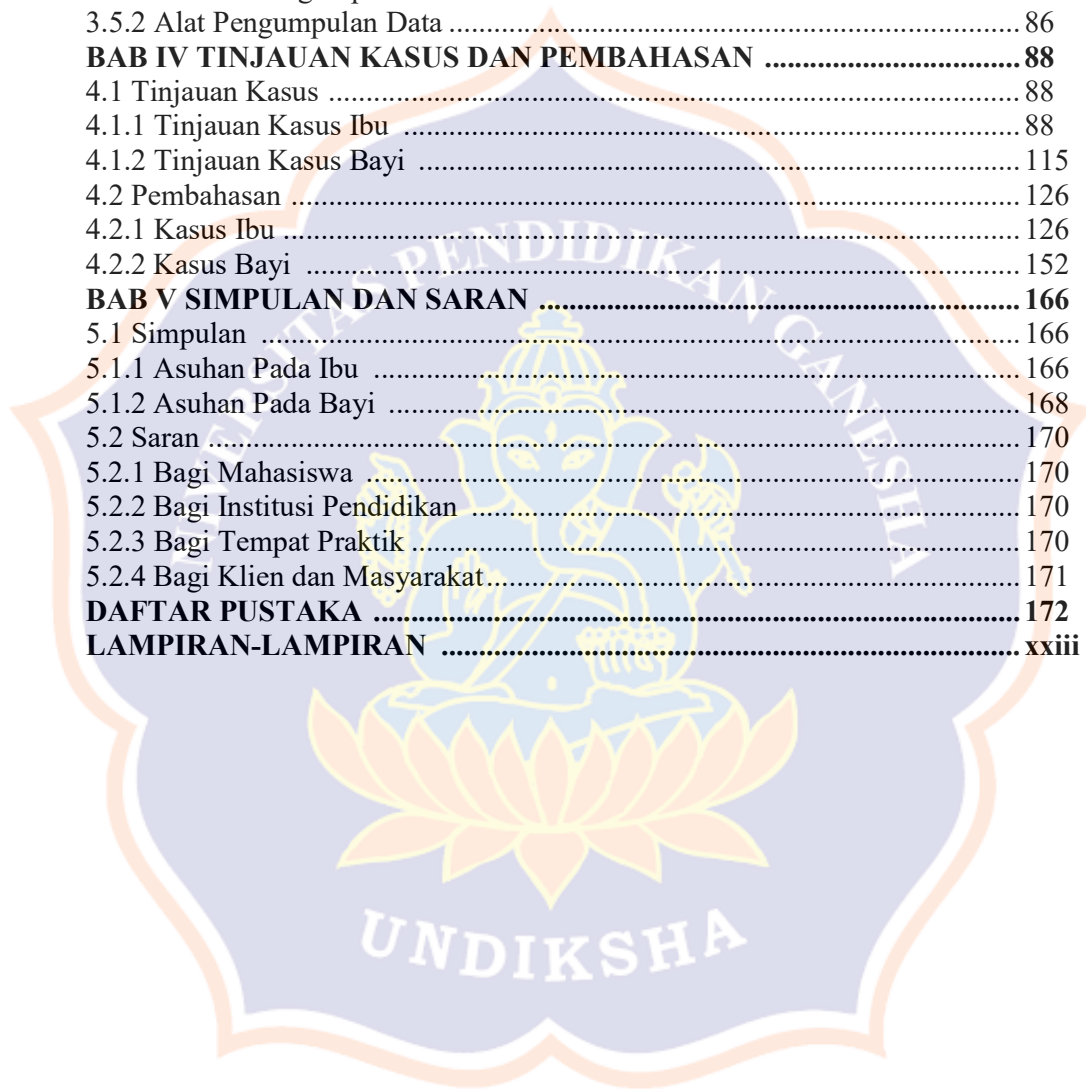 3.5.2 Alat Pengumpulan Data ........ 86
BAB IV TINJAUAN KASUS DAN PEMBAHASAN ........ 88
4.1 Tinjauan Kasus ........ 88
4.1.1 Tinjauan Kasus Ibu ........ 88
4.1.2 Tinjauan Kasus Bayi ........ 115
4.2 Pembahasan ........ 126
4.2.1 Kasus Ibu ........ 126
4.2.2 Kasus Bayi ........ 152
BAB V SIMPULAN DAN SARAN ........ 166
5.1 Simpulan ........ 166
5.1.1 Asuhan Pada Ibu ........ 166
5.1.2 Asuhan Pada Bayi ........ 168
5.2 Saran ........ 170
5.2.1 Bagi Mahasiswa ........ 170
5.2.2 Bagi Institusi Pendidikan ........ 170
5.2.3 Bagi Tempat Praktik ........ 170
5.2.4 Bagi Klien dan Masyarakat ........ 171
DAFTAR PUSTAKA ........ 172
LAMPIRAN-LAMPIRAN ........ xxiii
UNIVERSITAS PENDIDIKAN GANESHA
UNDIKSHA